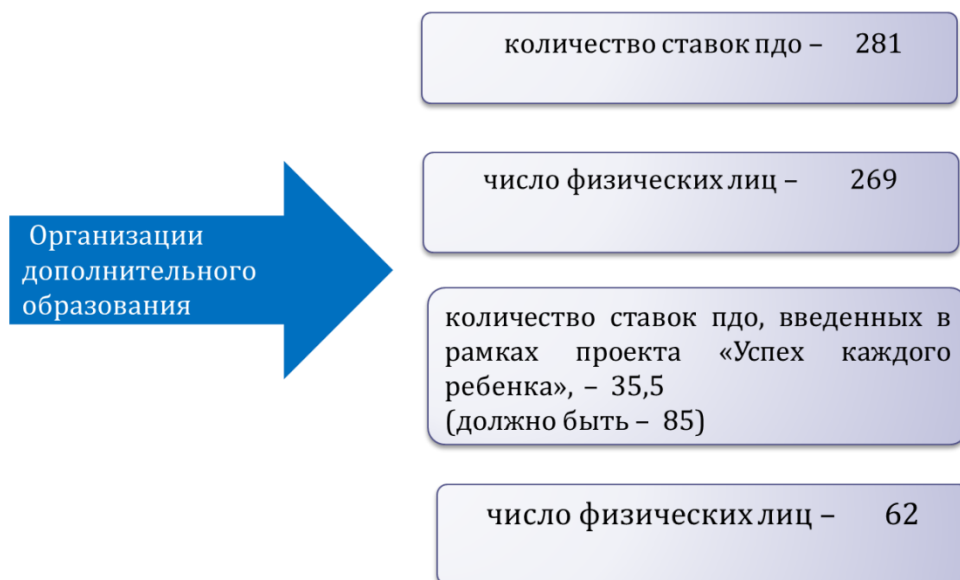 количество ставок пдо – 281
число физических лиц – 269
Организации
дополнительного
образования
количество ставок пдо, введенных в
рамках проекта «Успех каждого
ребенка», – 35,5
(должно быть – 85)
число физических лиц – 62